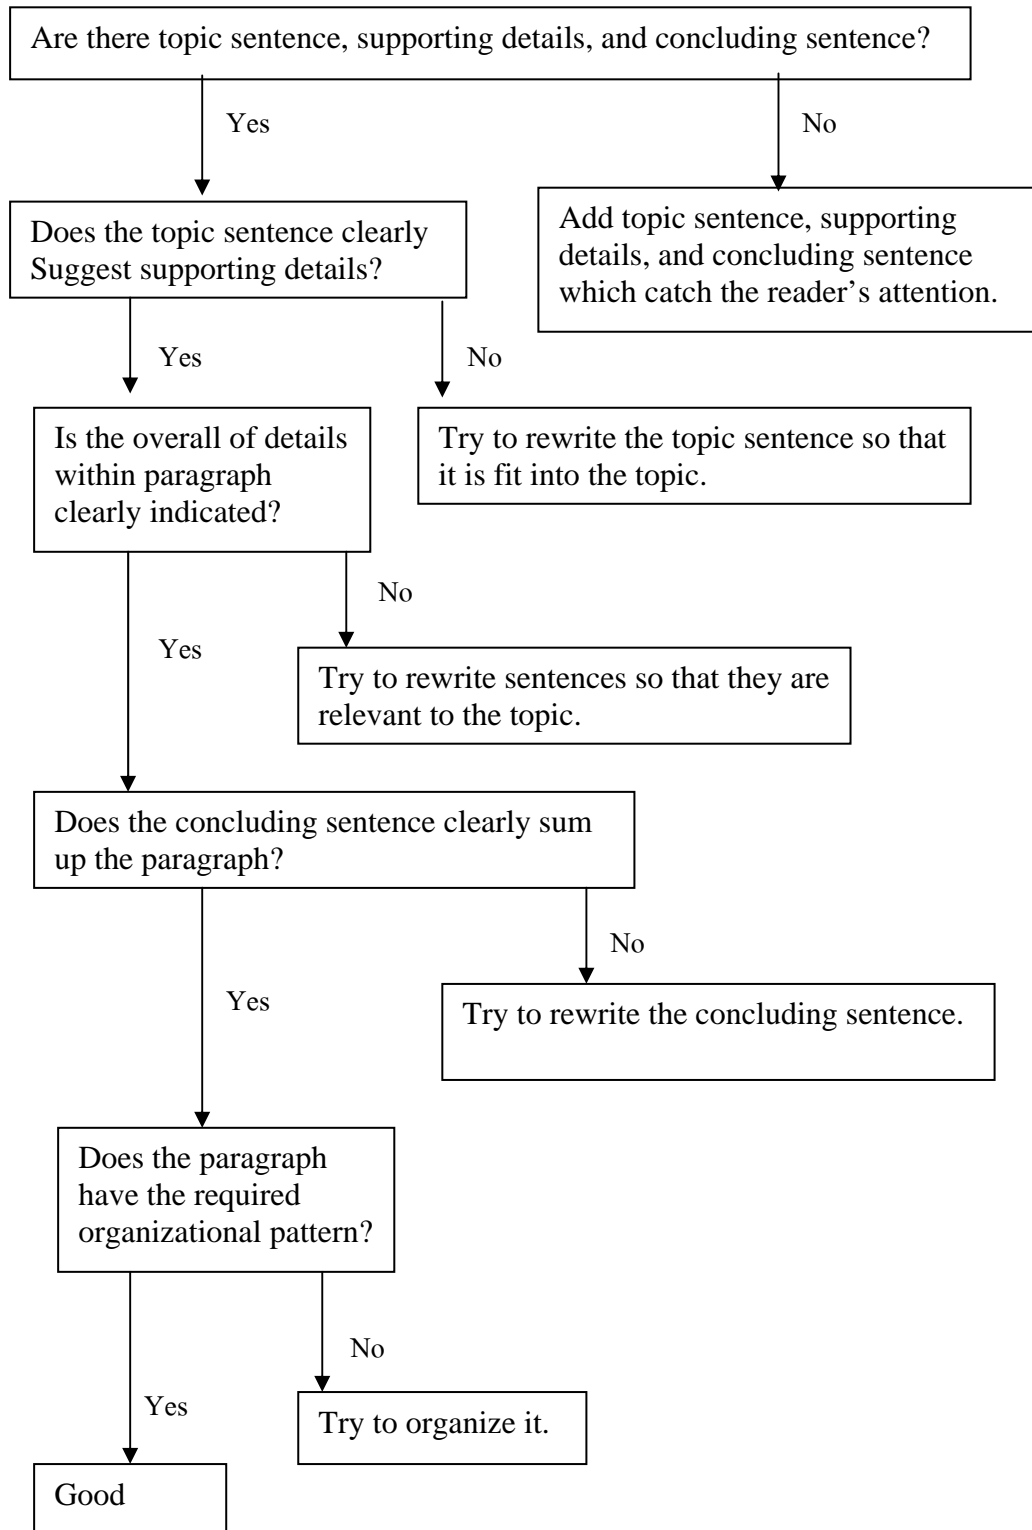 Are there topic sentence, supporting details, and concluding sentence?
Yes
No
Does the topic sentence clearly
Suggest supporting details?
Add topic sentence, supporting
details, and concluding sentence
which catch the reader’s attention.
Yes
No
Is the overall of details
within paragraph
clearly indicated?
Try to rewrite the topic sentence so that
it is fit into the topic.
No
Yes
Try to rewrite sentences so that they are
relevant to the topic.
Does the concluding sentence clearly sum
up the paragraph?
No
Yes
Try to rewrite the concluding sentence.
Does the paragraph
have the required
organizational pattern?
No
Yes
Try to organize it.
Good